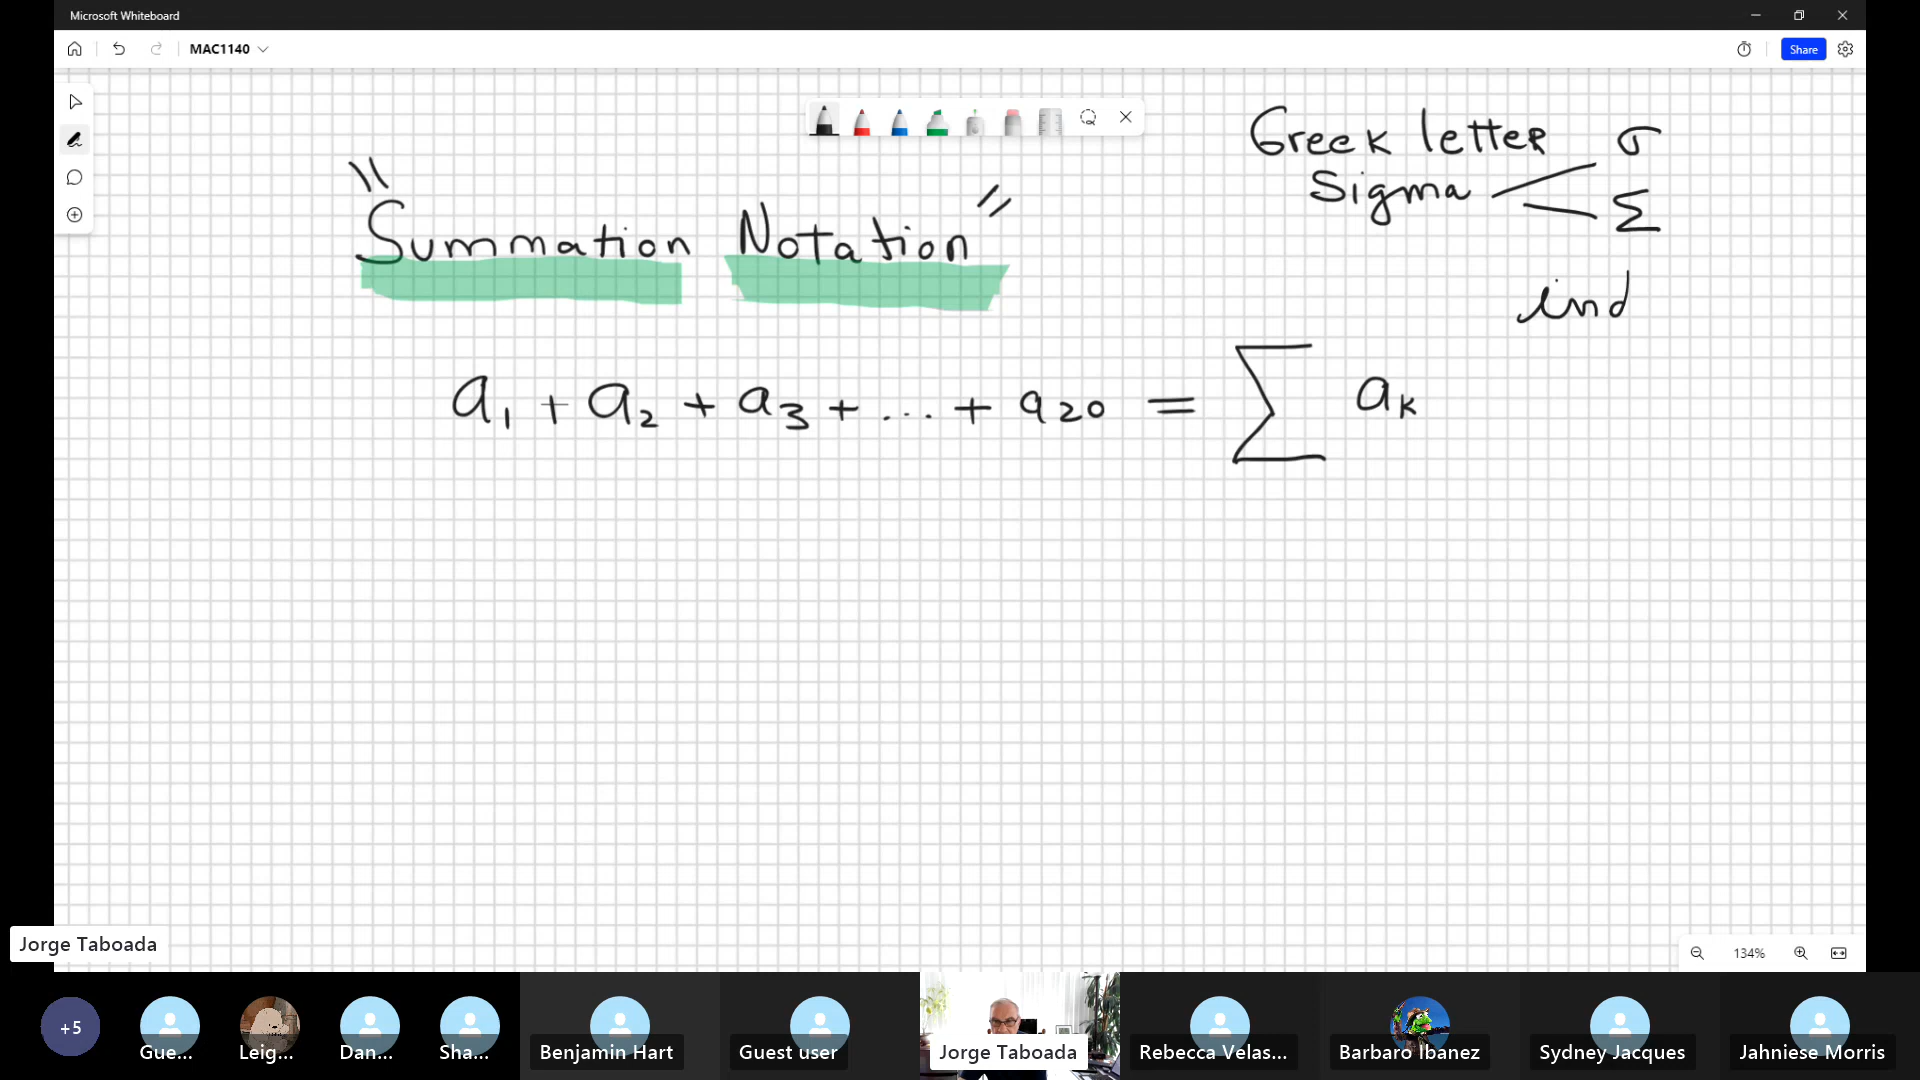 Microsoft Whiteboard
MAC1140
Share
Greek letter σ
Sigma Σ
"Summation Notation"
ind
a₁ + a₂ + a₃ + ... + a₂₀ = ∑ aₖ
134%
Jorge Taboada
+5
Gue...
Leig...
Dan...
Sha...
Benjamin Hart
Guest user
Jorge Taboada
Rebecca Velas...
Barbaro Ibanez
Sydney Jacques
Jahniese Morris